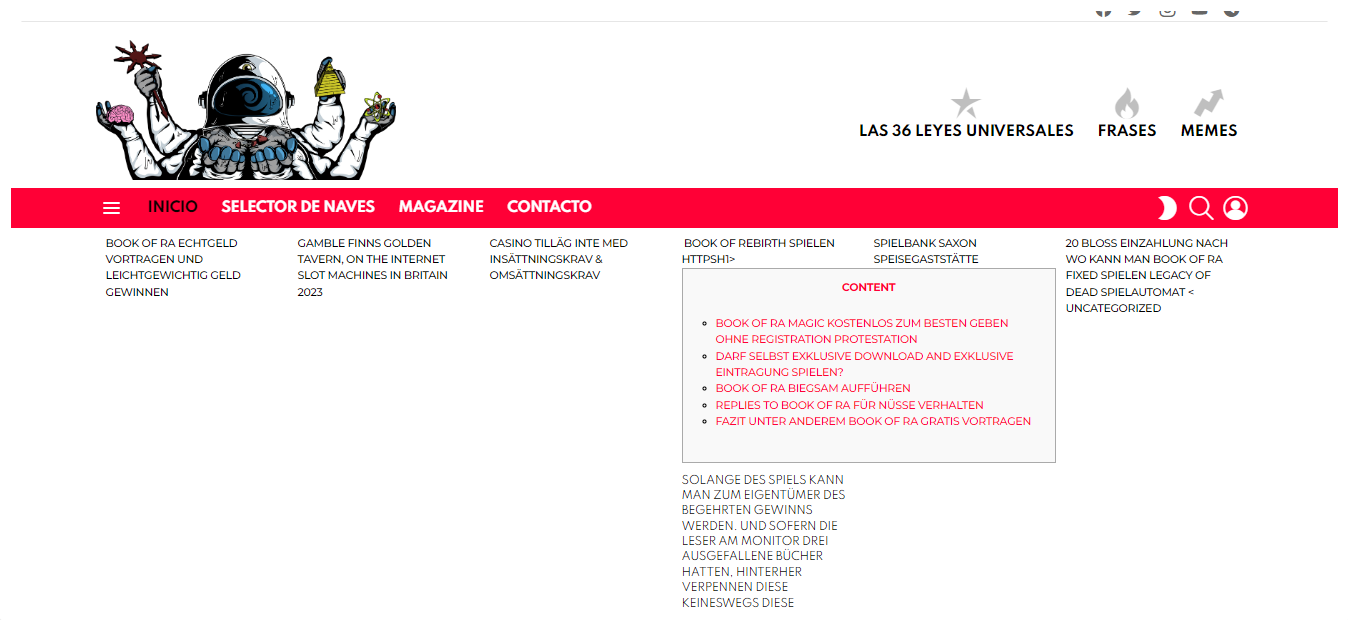 LAS 36 LEYES UNIVERSALES
FRASES
MEMES
INICIO
SELECTOR DE NAVES
MAGAZINE
CONTACTO
BOOK OF RA ECHTGELD
VORTRAGEN UND
LEICHTGEWICHTIG GELD
GEWINNEN
GAMBLE FINNS GOLDEN
TAVERN, ON THE INTERNET
SLOT MACHINES IN BRITAIN
2023
CASINO TILLÄG INTE MED
INSÄTTNINGSKRAV &
OMSÄTTNINGSKRAV
BOOK OF REBIRTH SPIELEN
HTTPSH1>
CONTENT
BOOK OF RA MAGIC KOSTENLOS ZUM BESTEN GEBEN
OHNE REGISTRATION PROTESTATION
DARF SELBST EXKLUSIVE DOWNLOAD AND EXKLUSIVE
EINTRAGUNG SPIELEN?
BOOK OF RA BIEGSAM AUFFÜHREN
REPLIES TO BOOK OF RA FÜR NÜSSE VERHALTEN
FAZIT UNTER ANDEREM BOOK OF RA GRATIS VORTRAGEN
SOLANGE DES SPIELS KANN
MAN ZUM EIGENTÜMER DES
BEGEHRTEN GEWINNS
WERDEN. UND SOFERN DIE
LESER AM MONITOR DREI
AUSGEFALLENE BÜCHER
HATTEN, HINTERHER
VERPENNEN DIESE
KEINESWEGS DIESE
SPIELBANK SAXON
SPEISEGASTSTÄTTE
20 BLOSS EINZAHLUNG NACH
WO KANN MAN BOOK OF RA
FIXED SPIELEN LEGACY OF
DEAD SPIELAUTOMAT <
UNCATEGORIZED